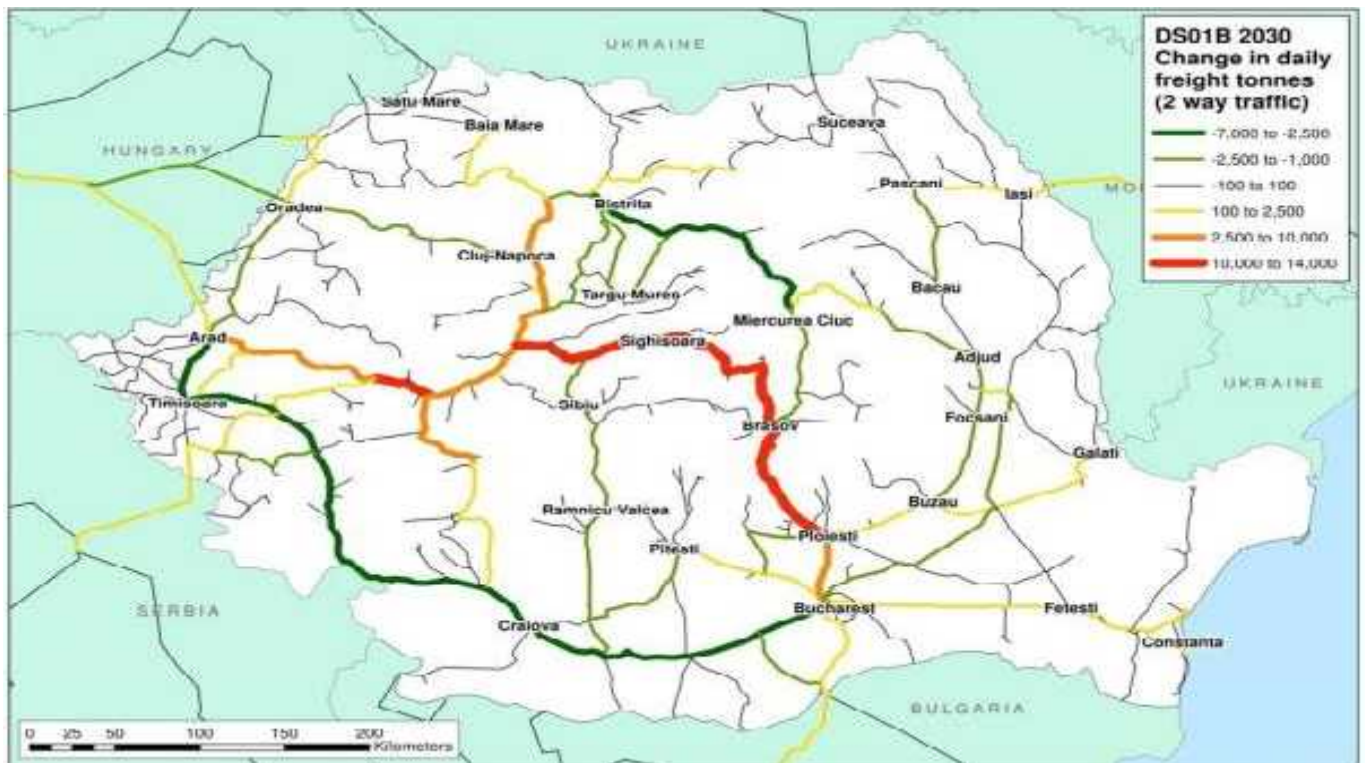 UKRAINE
DS01B 2030
Change in daily
freight tonnes
(2 way traffic)
-7,000 to -2,500
-2,500 to -1,000
-100 to 100
100 to 2,500
2,500 to 10,000
10,000 to 14,000
Satu Mare
Baia Mare
Suceava
HUNGARY
Pascani
Iasi
Oradea
Bistrita
Cluj-Napoca
Targu-Mures
Bacau
Miercurea Ciuc
Arad
Sighisoara
Adjud
UKRAINE
Timisoara
Sibiu
Focsani
Brasov
Galati
Ramnicu-Valcea
Buzau
Pitesti
Ploiesti
SERBIA
Bucharest
Fetesti
Craiova
Constanta
BULGARIA
0 25 50 100 150 200
Kilometers